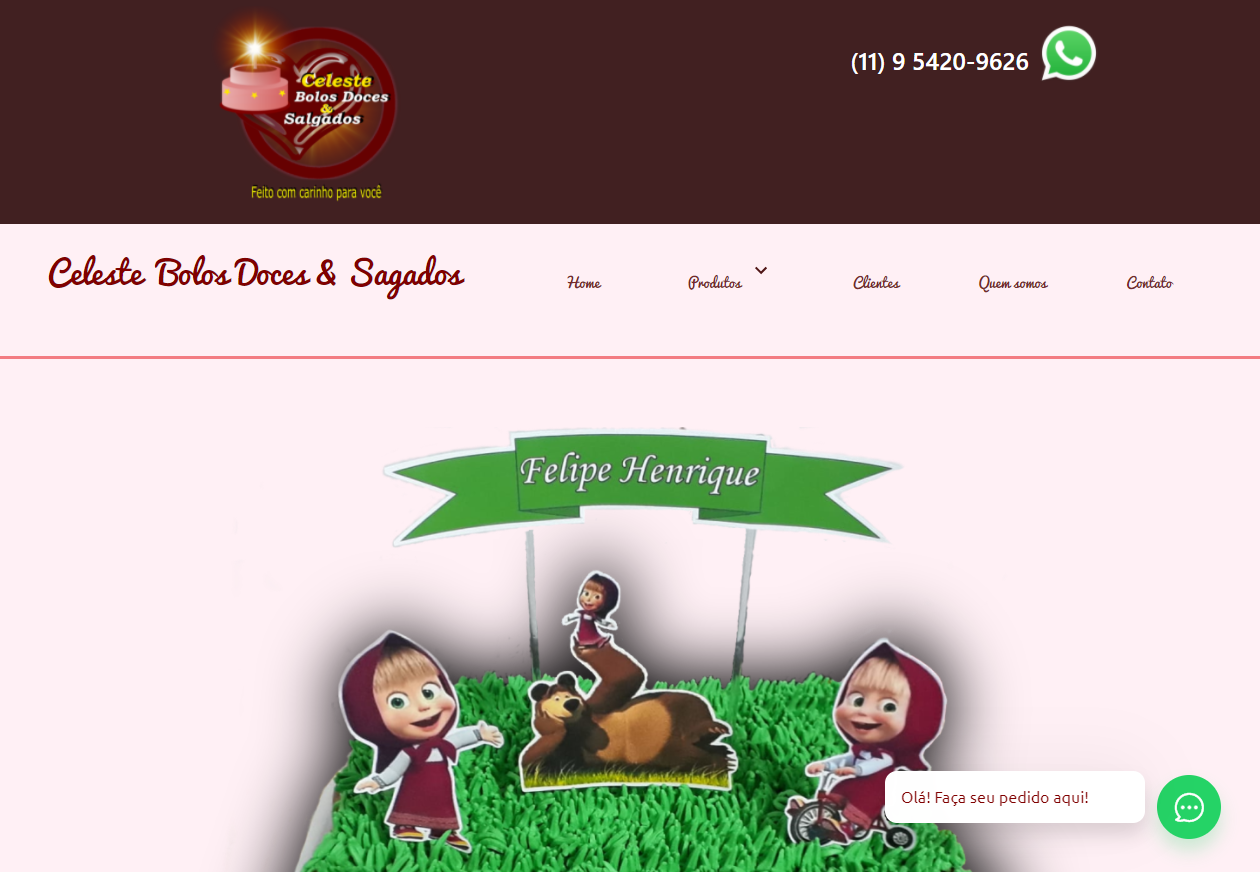 Celeste
Bolos Doces
&
Salgados
Feito com carinho para você
(11) 9 5420-9626
Celeste Bolos Doces & Sagados
Home
Produtos
Clientes
Quem somos
Contato
Felipe Henrique
Olá! Faça seu pedido aqui!